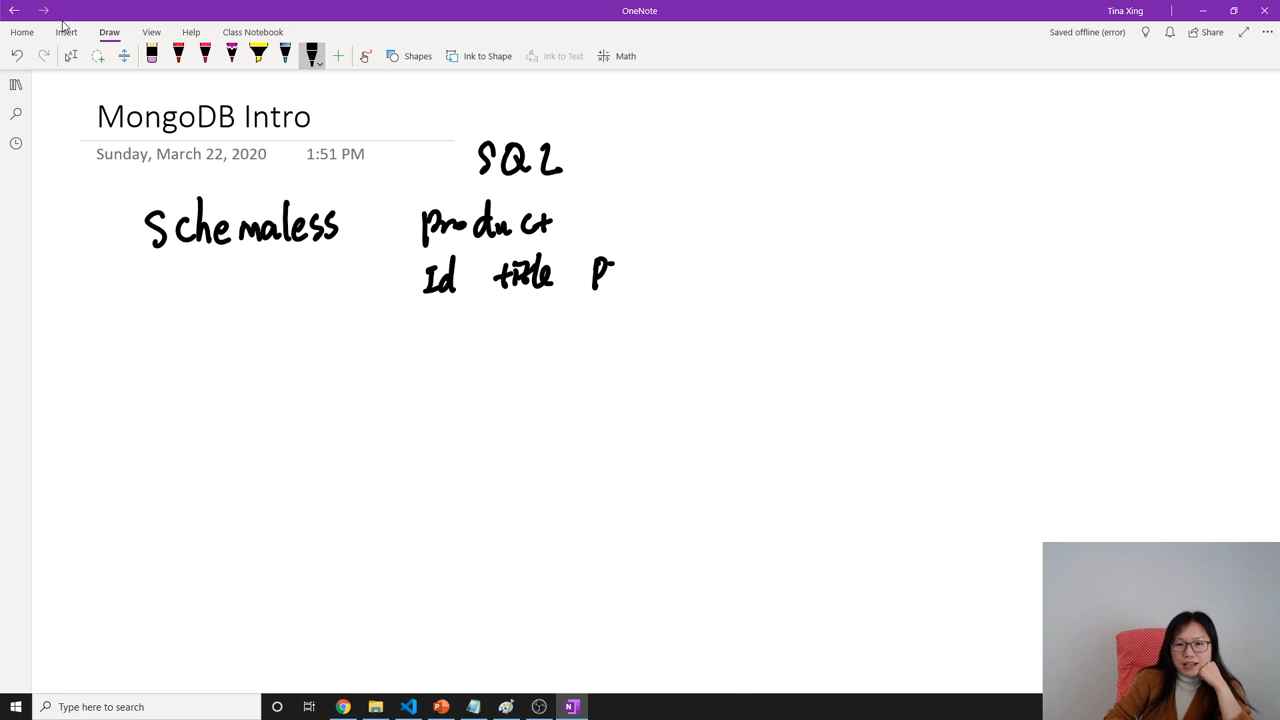 OneNote
Tina Xing
Home Insert Draw View Help Class Notebook
Saved offline (error) Share
Shapes Ink to Shape Ink to Text Math
MongoDB Intro
Sunday, March 22, 2020 1:51 PM
SQL
Schemaless product
Id title P
Type here to search